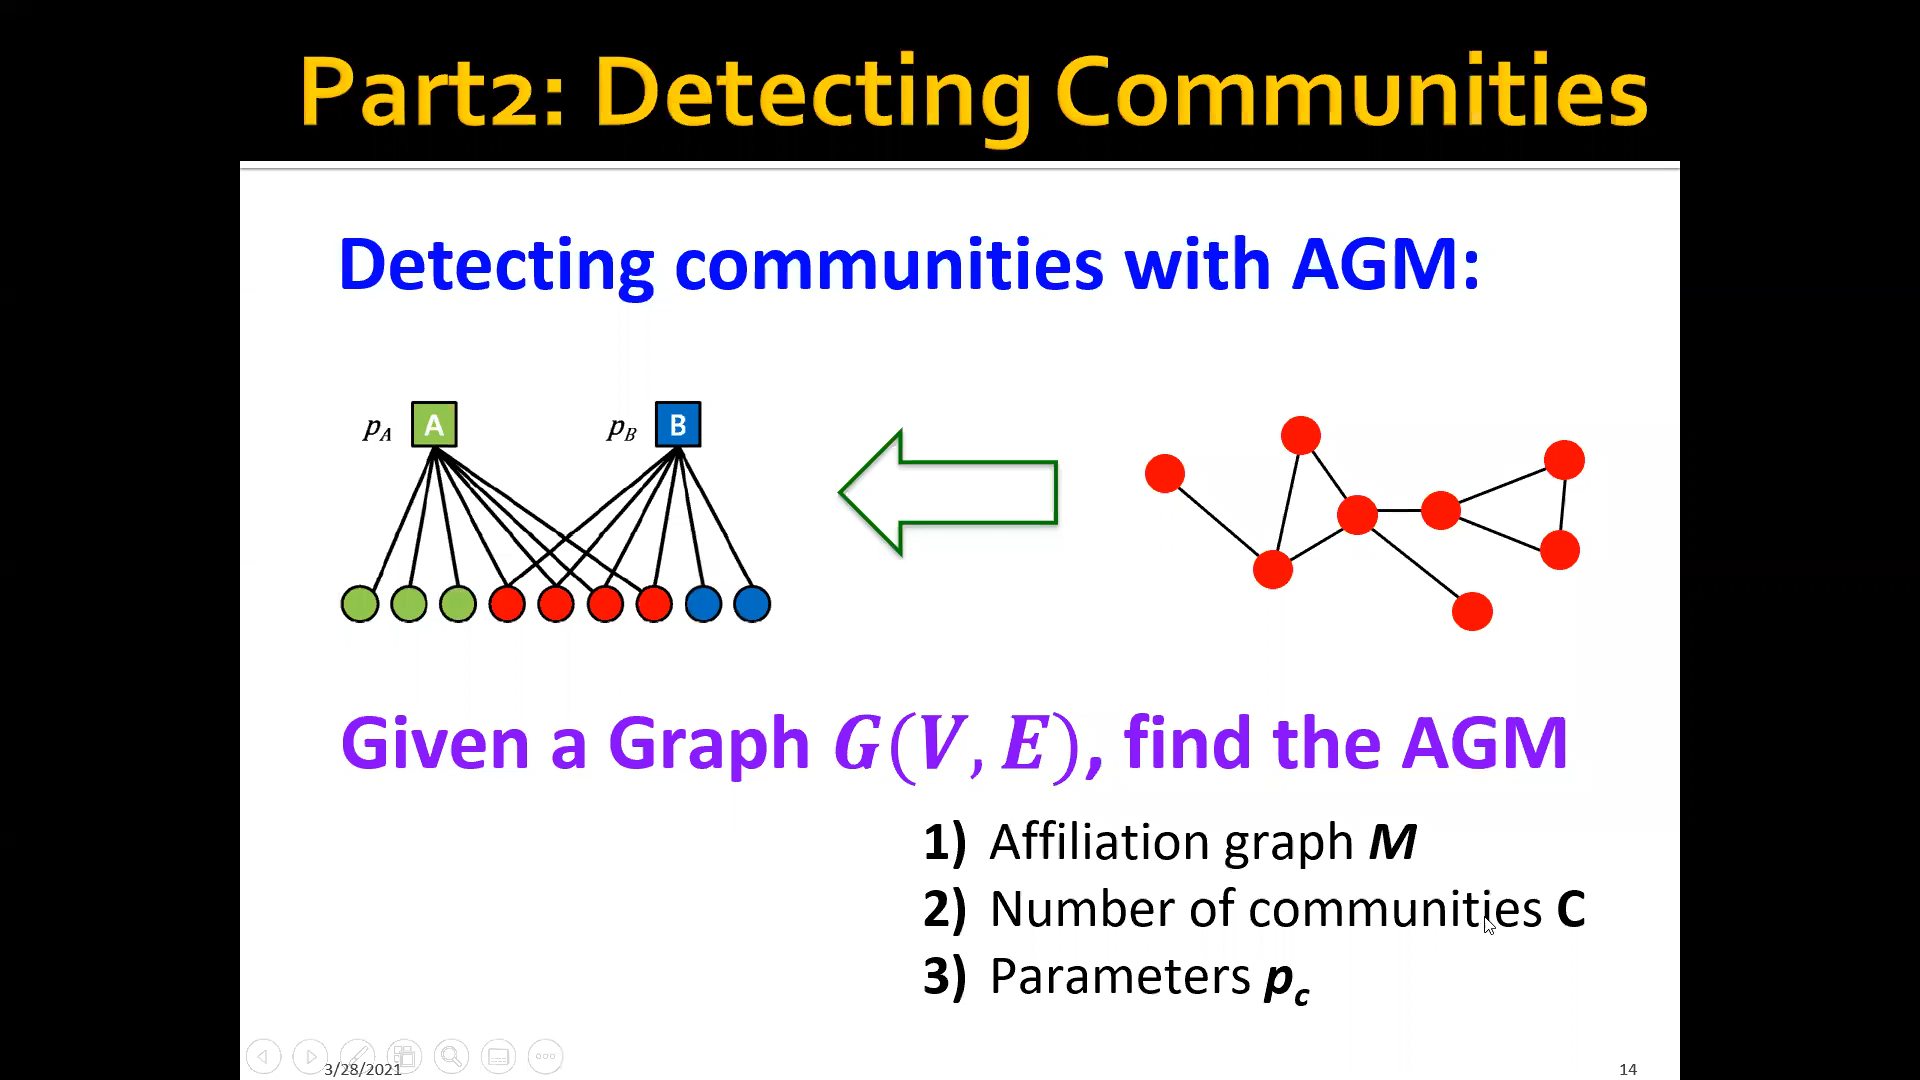 Part2: Detecting Communities
Detecting communities with AGM:
p_A A p_B B
Given a Graph G(V, E), find the AGM
1) Affiliation graph M
2) Number of communities C
3) Parameters p_c
3/28/2021 14